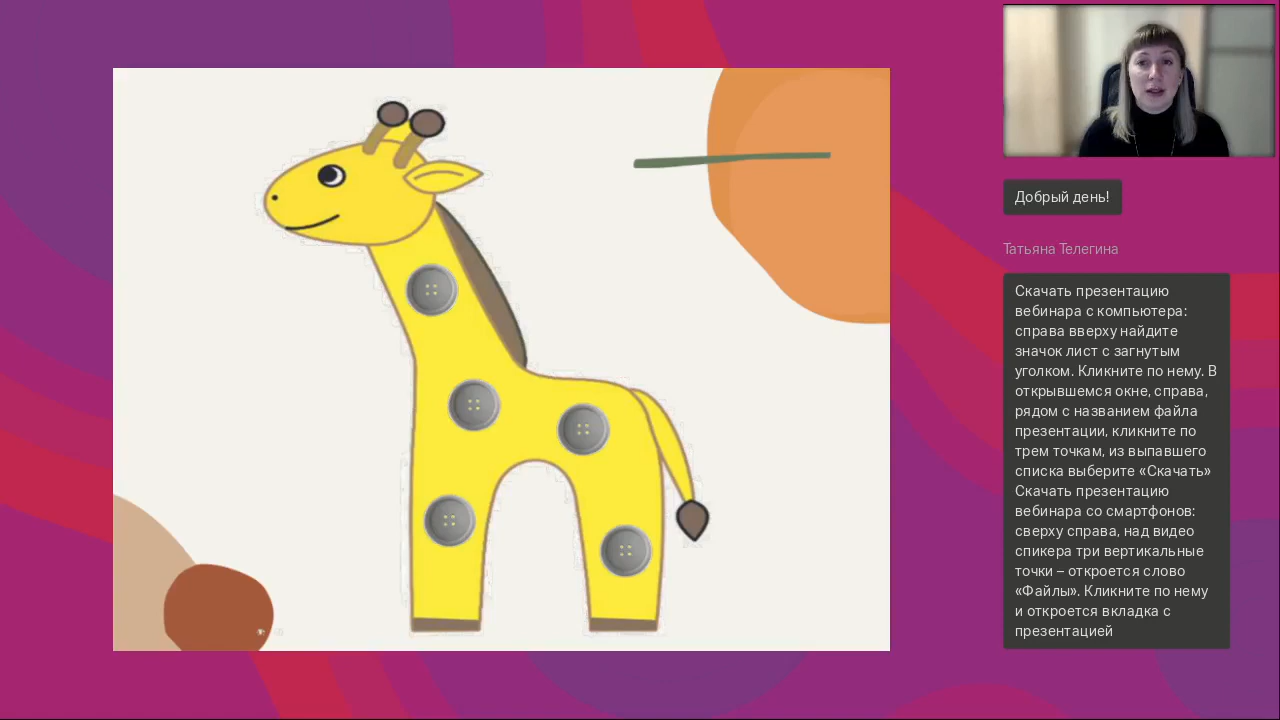 Добрый день!
Татьяна Телегина
Скачать презентацию
вебинара с компьютера:
справа вверху найдите
значок лист с загнутым
уголком. Кликните по нему. В
открывшемся окне, справа,
рядом с названием файла
презентации, кликните по
трем точкам, из выпавшего
списка выберите «Скачать»
Скачать презентацию
вебинара со смартфонов:
сверху справа, над видео
спикера три вертикальные
точки – откроется слово
«Файлы». Кликните по нему
и откроется вкладка с
презентацией